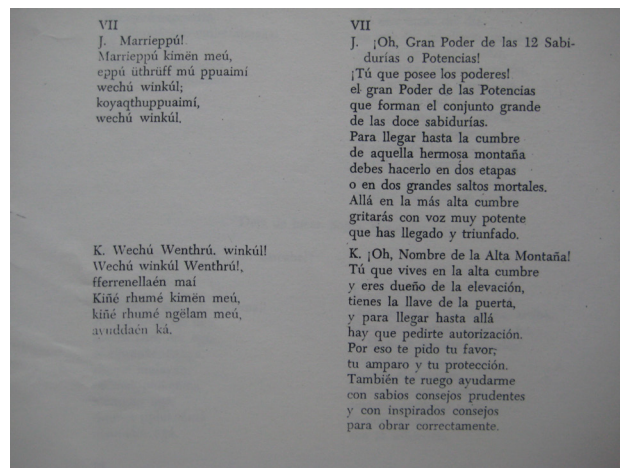 VII
J. Marrieppú!
Marrieppú kimën meú,
eppú üthrüff mú ppuaimí
wechú winkúl;
koyaqthuppuaimí,
wechú winkúl.
K. Wechú Wenthrú. winkúl!
Wechú winkúl Wenthrú!,
fferrenellaén maí
Kiñé rhumé kimën meú,
kiñé rhumé ngëlam meú,
ayuddaén ká.
VII
J. ¡Oh, Gran Poder de las 12 Sabi-
durías o Potencias!
¡Tú que posee los poderes!
el gran Poder de las Potencias
que forman el conjunto grande
de las doce sabidurías.
Para llegar hasta la cumbre
de aquella hermosa montaña
debes hacerlo en dos etapas
o en dos grandes saltos mortales.
Allá en la más alta cumbre
gritarás con voz muy potente
que has llegado y triunfado.
K. ¡Oh, Nombre de la Alta Montaña!
Tú que vives en la alta cumbre
y eres dueño de la elevación,
tienes la llave de la puerta,
y para llegar hasta allá
hay que pedirte autorización.
Por eso te pido tu favor,
tu amparo y tu protección.
También te ruego ayudarme
con sabios consejos prudentes
y con inspirados consejos
para obrar correctamente.